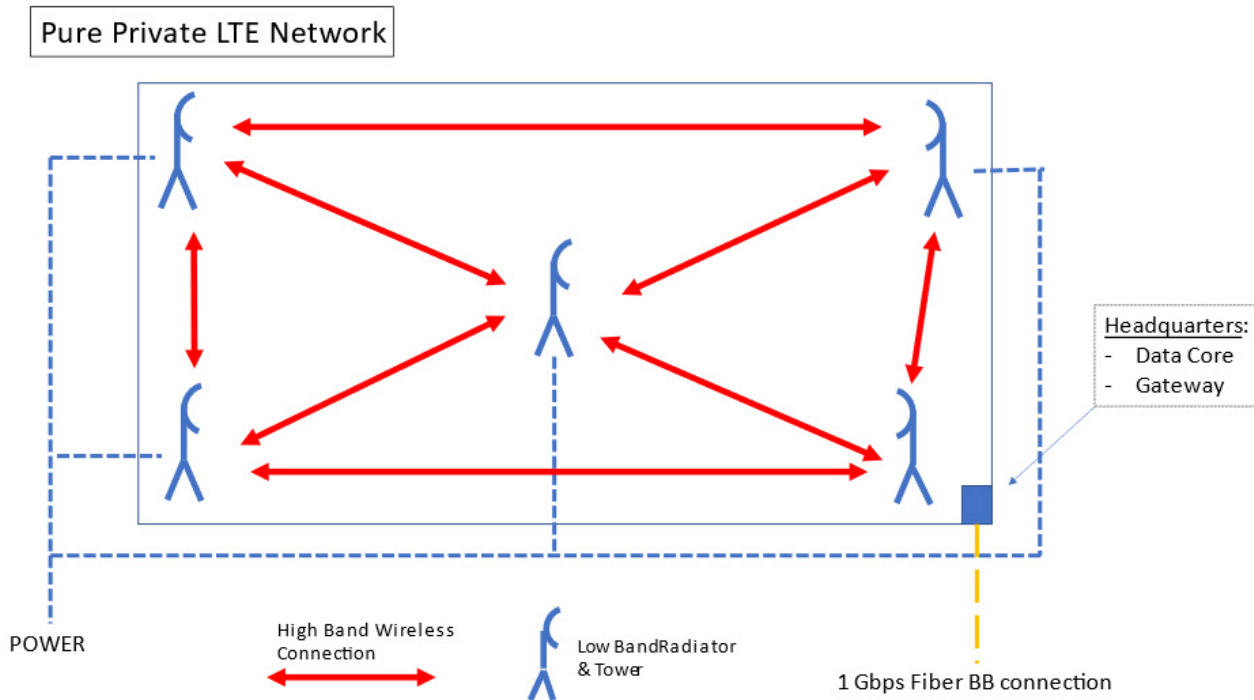 Pure Private LTE Network
Headquarters:
- Data Core
- Gateway
POWER
High Band Wireless
Connection
Low BandRadiator
& Tower
1 Gbps Fiber BB connection